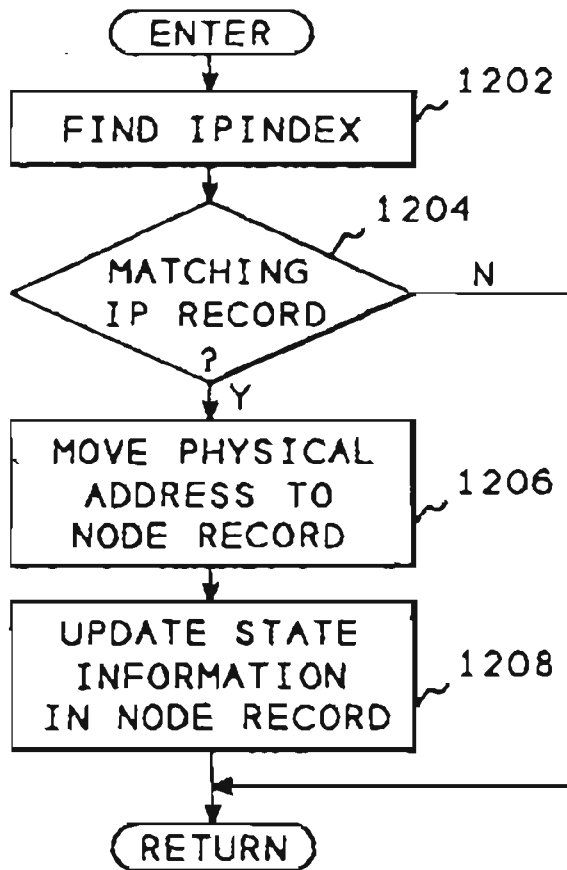 ENTER
1202
FIND IPINDEX
1204
MATCHING
IP RECORD
?
N
Y
MOVE PHYSICAL
ADDRESS TO
NODE RECORD
1206
UPDATE STATE
INFORMATION
IN NODE RECORD
1208
RETURN